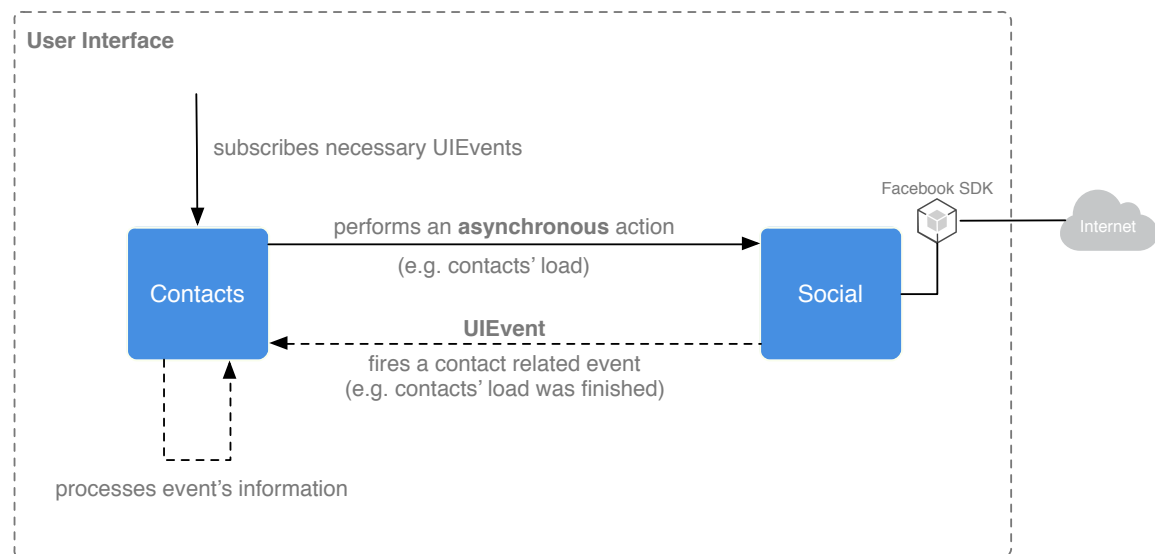 User Interface
subscribes necessary UIEvents
Facebook SDK
Internet
performs an asynchronous action
(e.g. contacts’ load)
Contacts
Social
UIEvent
fires a contact related event
(e.g. contacts’ load was finished)
processes event’s information